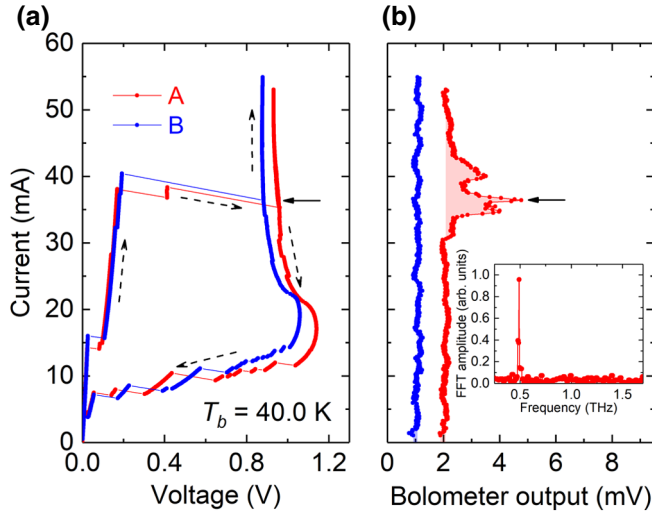 (a)
(b)
A
B
60
50
40
30
20
10
0
Current (mA)
0.0
0.4
0.8
1.2
Voltage (V)
T_b = 40.0 K
0
2
4
6
8
Bolometer output (mV)
1.0
0.8
0.6
0.4
0.2
0.0
FFT amplitude (arb. units)
0.5
1.0
1.5
Frequency (THz)